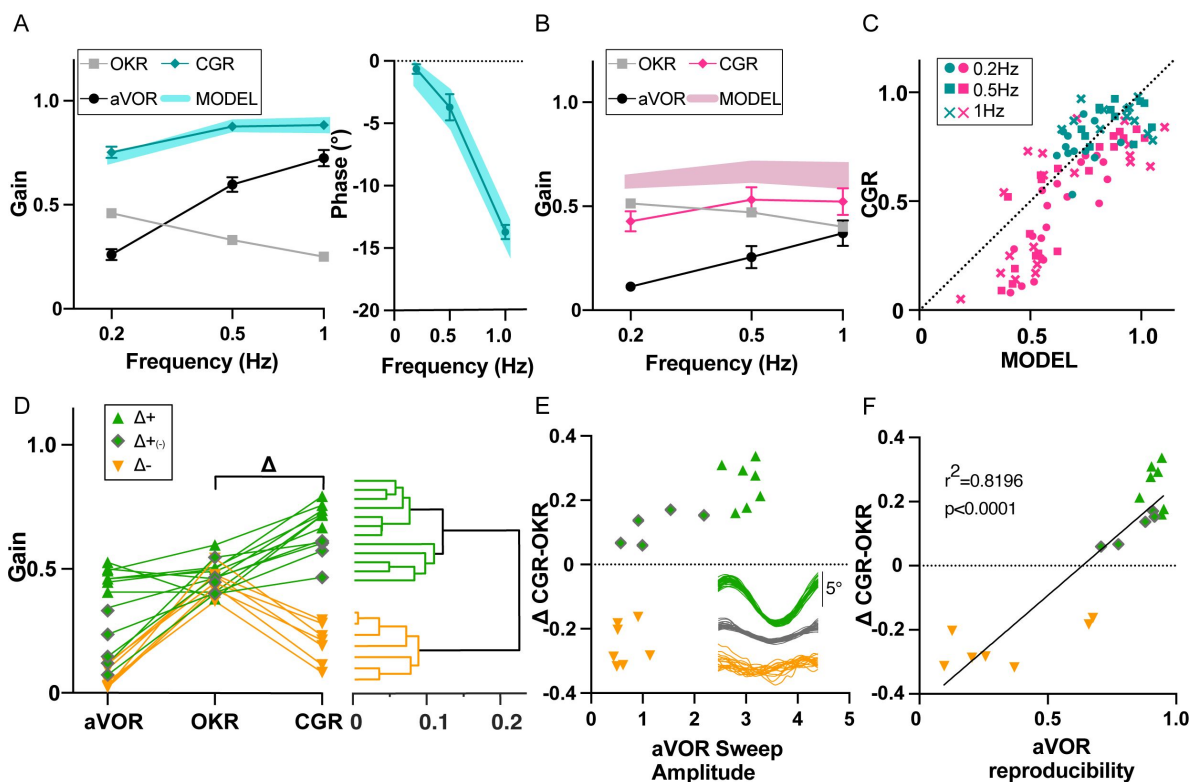 A
OKR
CGR
aVOR
MODEL
Gain
1.0
0.5
0
0.2
0.5
1
Frequency (Hz)
Phase (°)
0
-5
-10
-15
-20
0
0.5
1.0
Frequency (Hz)
B
OKR
CGR
aVOR
MODEL
Gain
1.0
0.5
0
0.2
0.5
1
Frequency (Hz)
C
0.2Hz
0.5Hz
1Hz
CGR
1.0
0.5
0
0
0.5
1.0
MODEL
D
Δ+
Δ+(-)
Δ-
Δ
Gain
1.0
0.5
0
aVOR
OKR
CGR
0
0.1
0.2
E
Δ CGR-OKR
0.4
0.2
0
-0.2
-0.4
5°
0
1
2
3
4
5
aVOR Sweep
Amplitude
F
r²=0.8196
p<0.0001
Δ CGR-OKR
0.4
0.2
0
-0.2
-0.4
0
0.5
1.0
aVOR
reproducibility